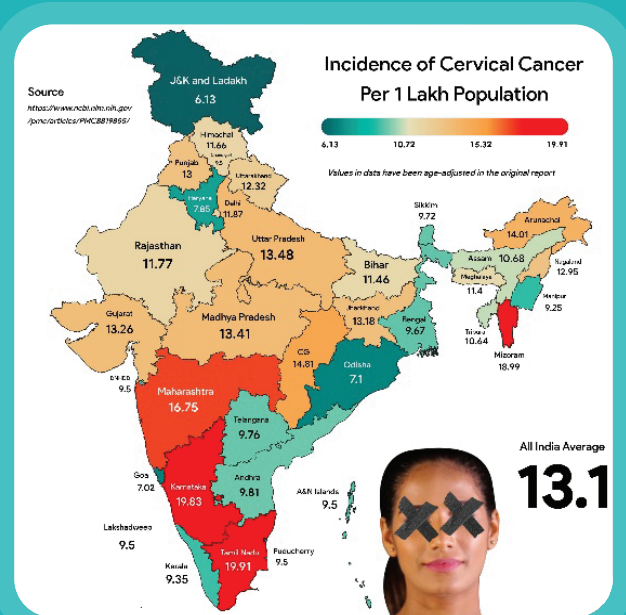 Incidence of Cervical Cancer
Per 1 Lakh Population
Source
https://www.ncbi.nlm.nih.gov
/pmc/articles/PMC8819855/
6.13
10.72
15.32
19.91
Values in data have been age-adjusted in the original report
J&K and Ladakh
6.13
Himachal
11.66
9.5
Punjab
13
Uttarakhand
12.32
Haryana
7.85
Delhi
11.87
Rajasthan
11.77
Uttar Pradesh
13.48
Bihar
11.46
Sikkim
9.72
Arunachal
14.01
Assam 10.68
Nagaland
12.95
Meghalaya
11.4
Manipur
9.25
Tripura
10.64
Mizoram
18.99
Gujarat
13.26
Madhya Pradesh
13.41
Jharkhand
13.18
Bengal
9.67
CG
14.81
Odisha
7.1
DNHDD
9.5
Maharashtra
16.75
Telangana
9.76
Goa
7.02
Karnataka
19.83
Andhra
9.81
A&N Islands
9.5
Lakshadweep
9.5
Kerala
9.35
Tamil Nadu
19.91
Puducherry
9.5
All India Average
13.1